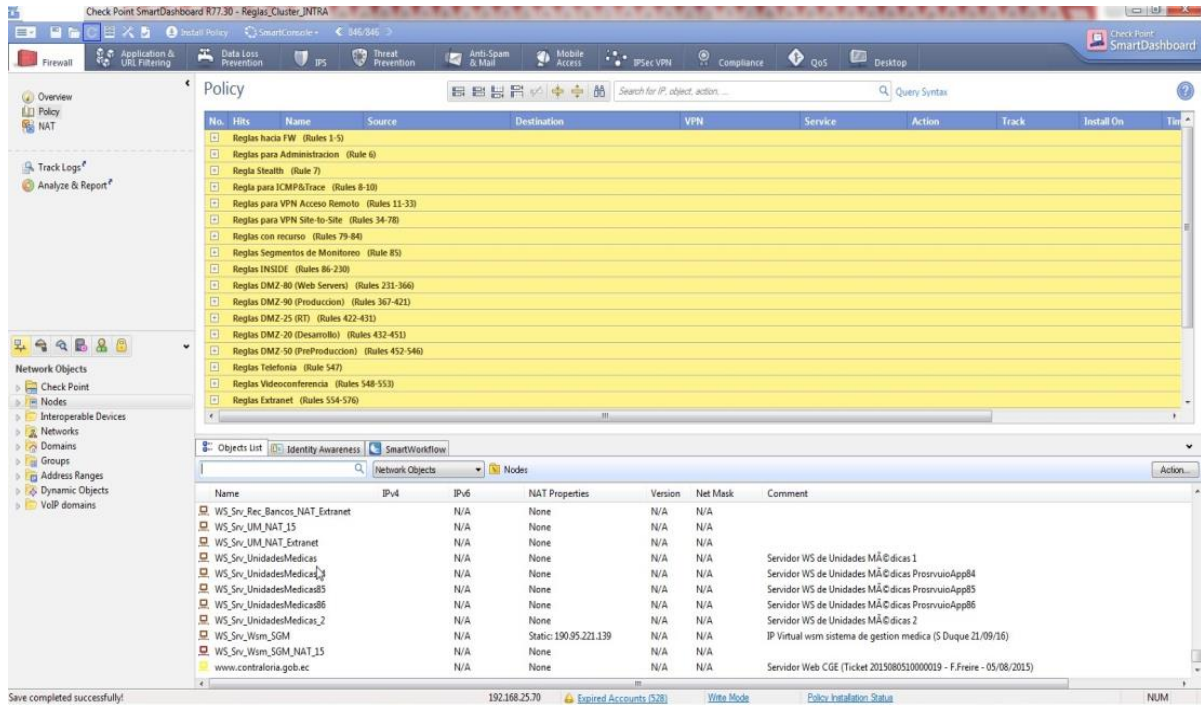 Check Point SmartDashboard R77.30 - Reglas_Cluster_INTRA
Install Policy SmartConsole 846/846
Check Point SmartDashboard
Firewall Application & URL Filtering Data Loss Prevention IPS Threat Prevention Anti-Spam & Mail Mobile Access IPSec VPN Compliance QoS Desktop
Overview
Policy
NAT
Track Logs
Analyze & Report
Policy
Search for IP, object, action, ...
Query Syntax
No. Hits Name Source Destination VPN Service Action Track Install On
Reglas hacia FW (Rules 1-5)
Reglas para Administracion (Rule 6)
Regla Stealth (Rule 7)
Regla para ICMP&Trace (Rules 8-10)
Reglas para VPN Acceso Remoto (Rules 11-33)
Reglas para VPN Site-to-Site (Rules 34-78)
Reglas con recurso (Rules 79-84)
Reglas Segmentos de Monitoreo (Rule 85)
Reglas INSIDE (Rules 86-230)
Reglas DMZ-80 (Web Servers) (Rules 231-366)
Reglas DMZ-90 (Produccion) (Rules 367-421)
Reglas DMZ-25 (RT) (Rules 422-431)
Reglas DMZ-20 (Desarrollo) (Rules 432-451)
Reglas DMZ-50 (PreProduccion) (Rules 452-546)
Reglas Telefonia (Rule 547)
Reglas Videoconferencia (Rules 548-553)
Reglas Extranet (Rules 554-576)
Network Objects
Check Point
Nodes
Interoperable Devices
Networks
Domains
Groups
Address Ranges
Dynamic Objects
VoIP domains
Objects List Identity Awareness SmartWorkflow
Network Objects Nodes Action...
Name IPv4 IPv6 NAT Properties Version Net Mask Comment
WS_Srv_Rec_Bancos_NAT_Extranet N/A None N/A N/A
WS_Srv_UM_NAT_15 N/A None N/A N/A
WS_Srv_UM_NAT_Extranet N/A None N/A N/A
WS_Srv_UnidadesMedicas N/A None N/A N/A Servidor WS de Unidades MÃ©dicas 1
N/A None N/A N/A Servidor WS de Unidades MÃ©dicas ProsrvuioApp84
WS_Srv_UnidadesMedicas85 N/A None N/A N/A Servidor WS de Unidades MÃ©dicas ProsrvuioApp85
WS_Srv_UnidadesMedicas86 N/A None N/A N/A Servidor WS de Unidades MÃ©dicas ProsrvuioApp86
WS_Srv_UnidadesMedicas_2 N/A None N/A N/A Servidor WS de Unidades MÃ©dicas 2
WS_Srv_Wsm_SGM N/A Static: 190.95.221.139 N/A N/A IP Virtual wsm sistema de gestion medica (S Duque 21/09/16)
WS_Srv_Wsm_SGM_NAT_15 N/A None N/A N/A
www.contraloria.gob.ec N/A None N/A N/A Servidor Web CGE (Ticket 2015080510000019 - F.Freire - 05/08/2015)
Save completed successfully! 192.168.25.70 Expired Accounts (528) Write Mode Policy Installation Status NUM